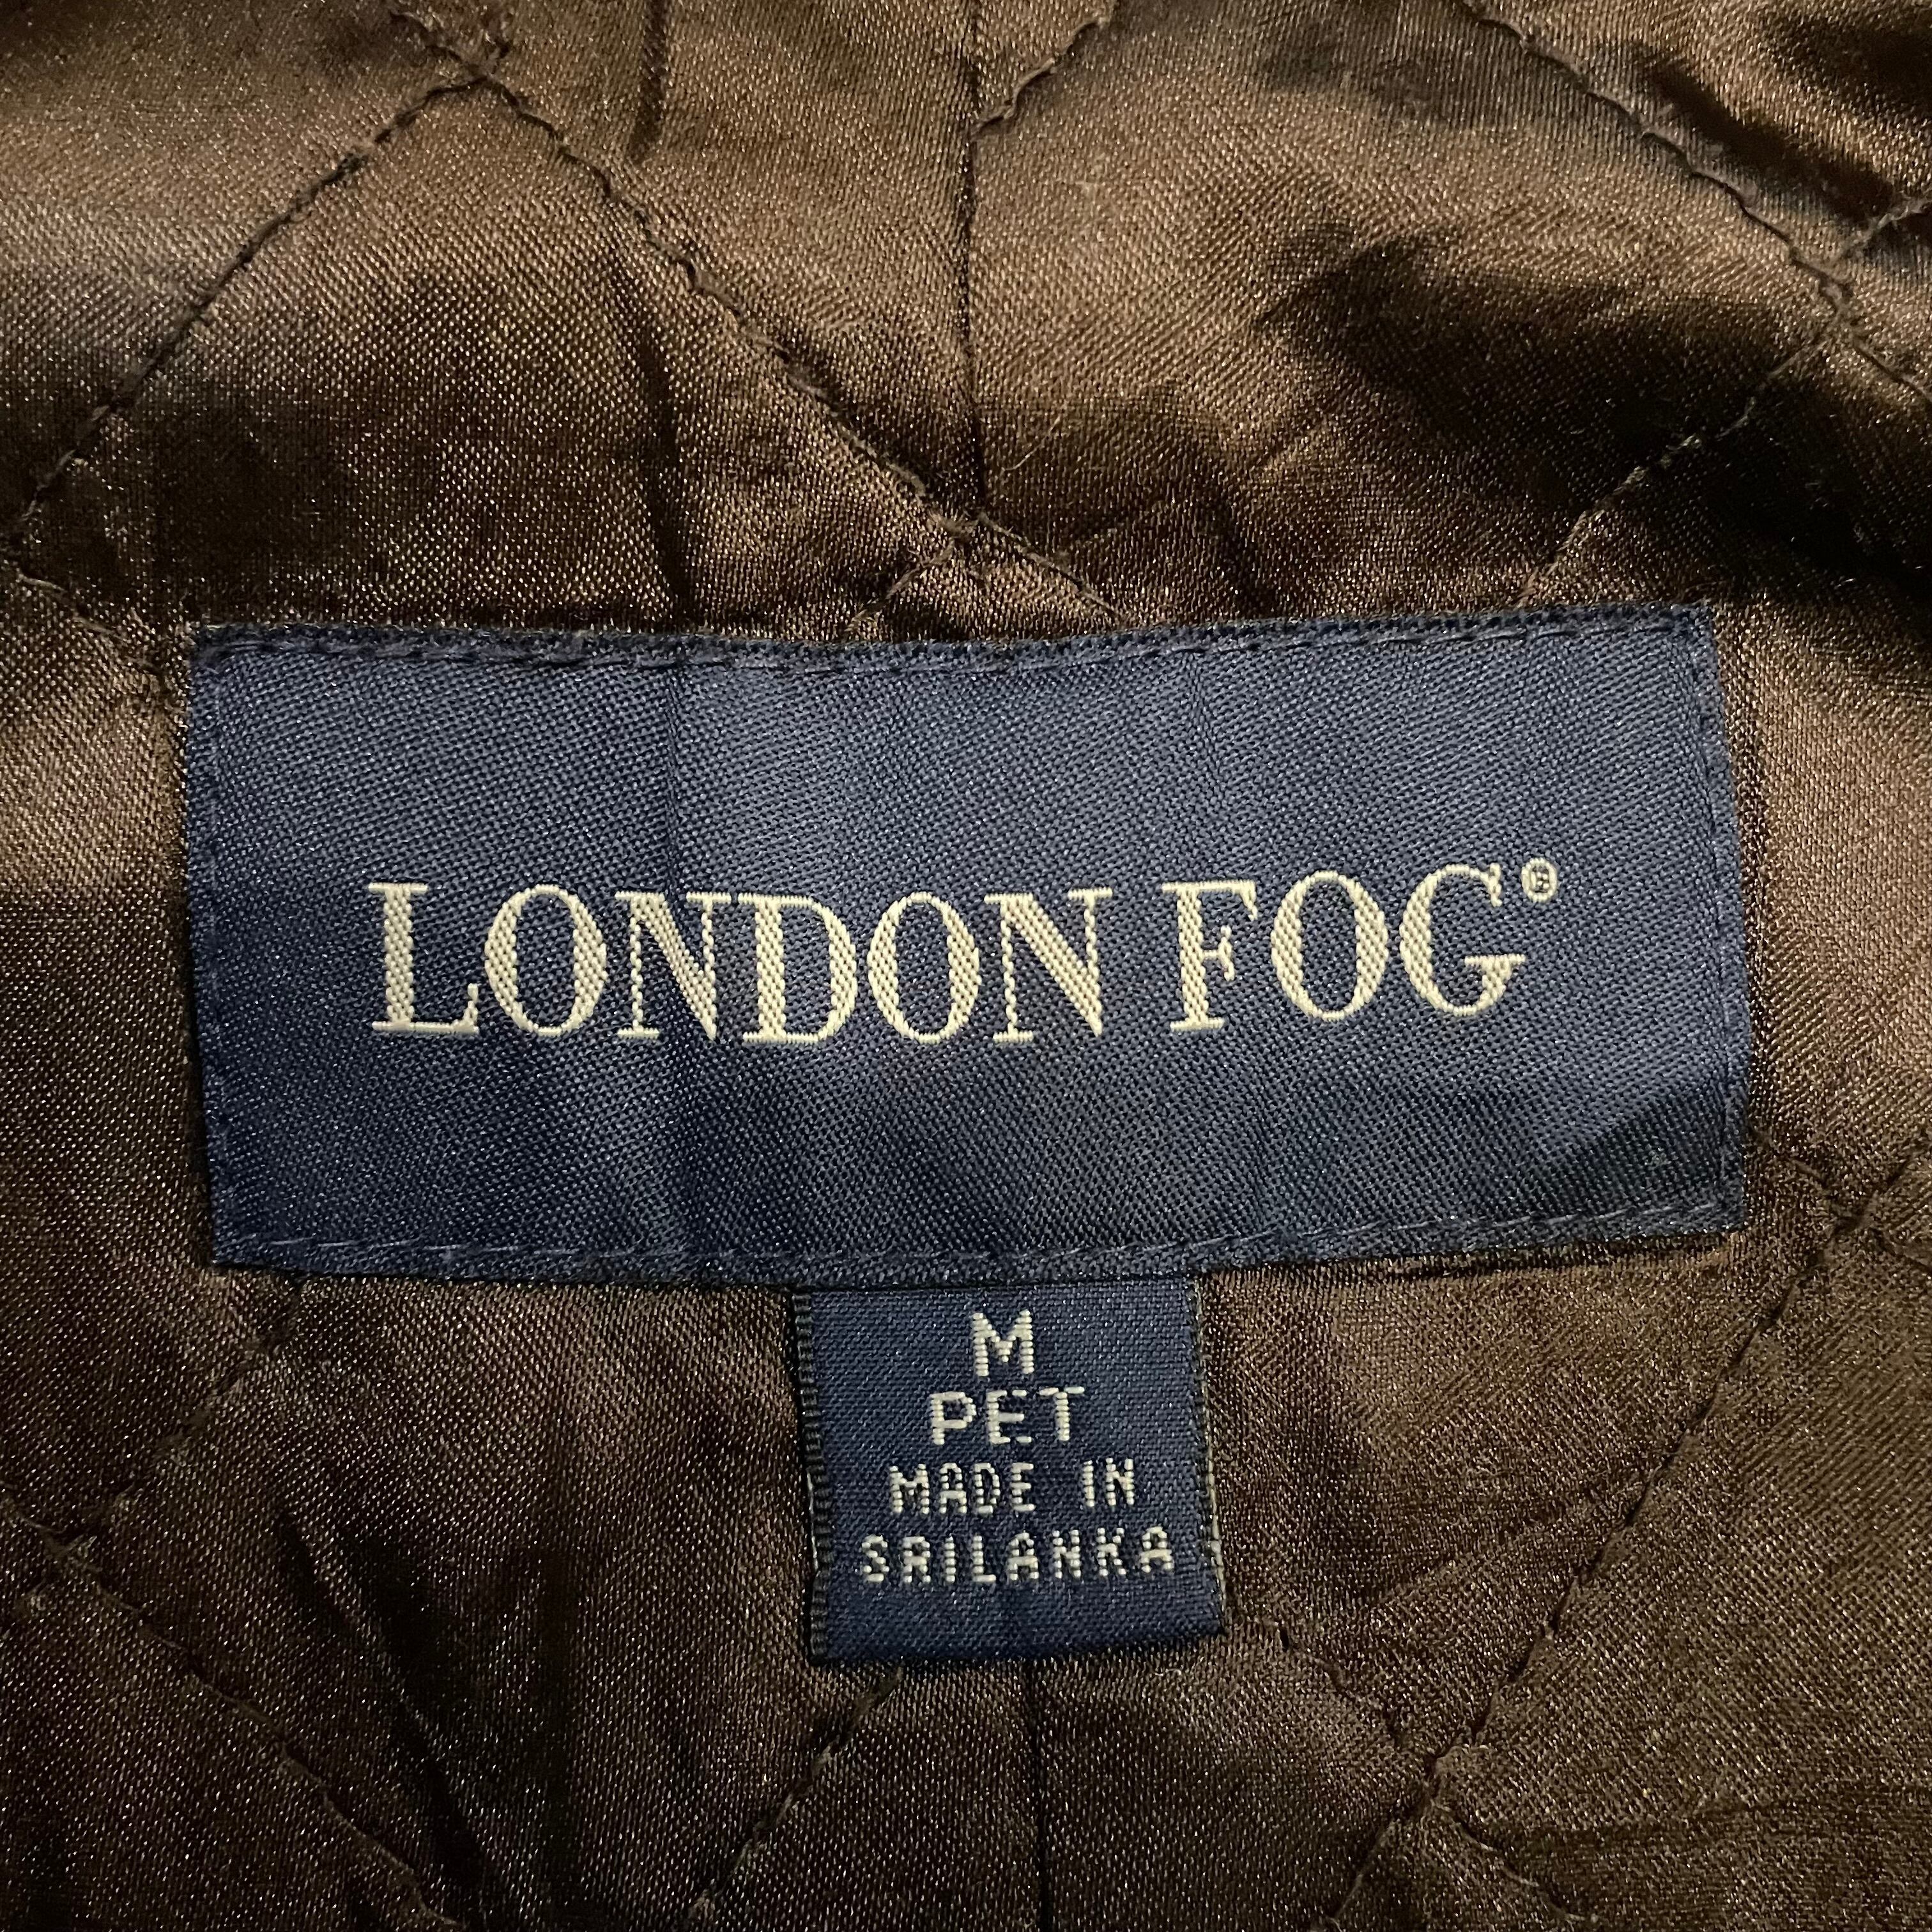 LONDON FOG®
M
PET
MADE IN
SRILANKA